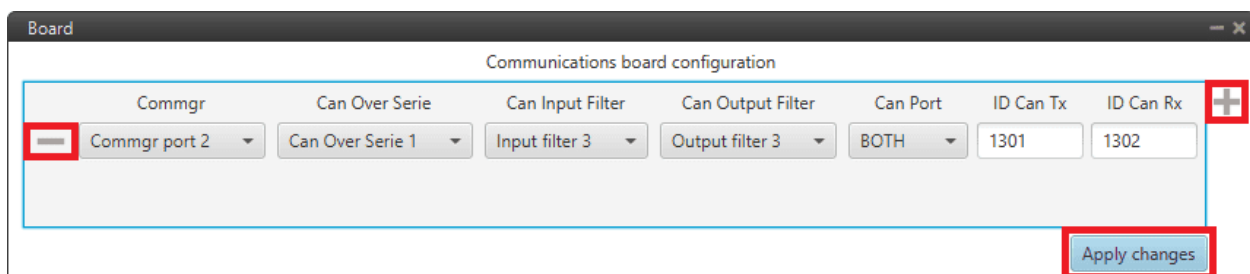 Board
Communications board configuration
Commgr Can Over Serie Can Input Filter Can Output Filter Can Port ID Can Tx ID Can Rx
Commgr port 2 Can Over Serie 1 Input filter 3 Output filter 3 BOTH 1301 1302
Apply changes